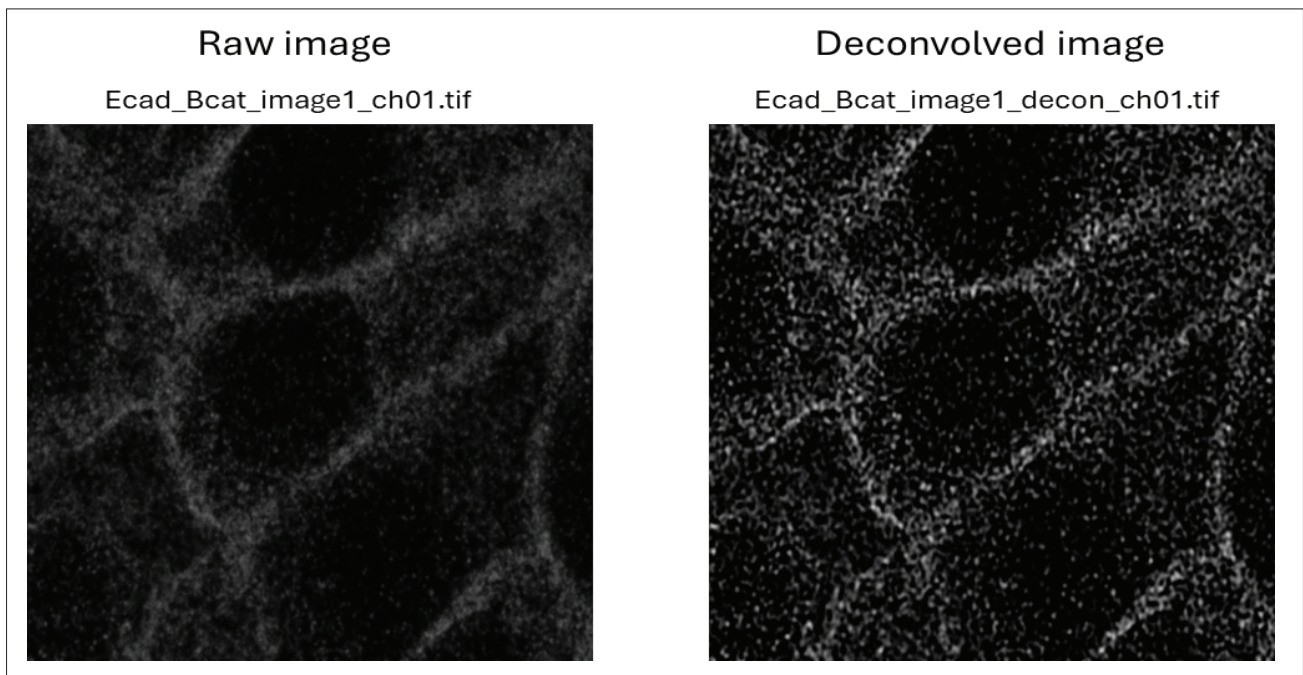 Raw image
Deconvolved image
Ecad_Bcat_image1_ch01.tif
Ecad_Bcat_image1_decon_ch01.tif